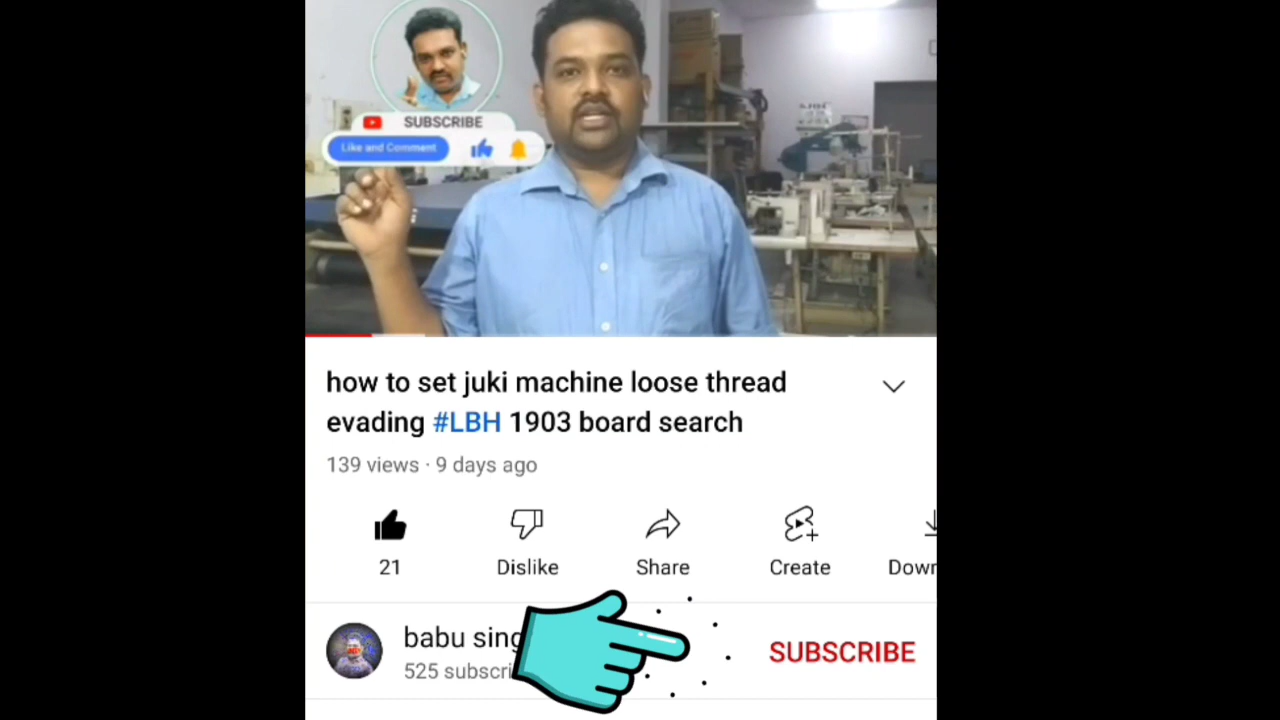 SUBSCRIBE
Like and Comment
how to set juki machine loose thread
evading #LBH 1903 board search
139 views · 9 days ago
21
Dislike
Share
Create
Down
babu sing
525 subscri
SUBSCRIBE